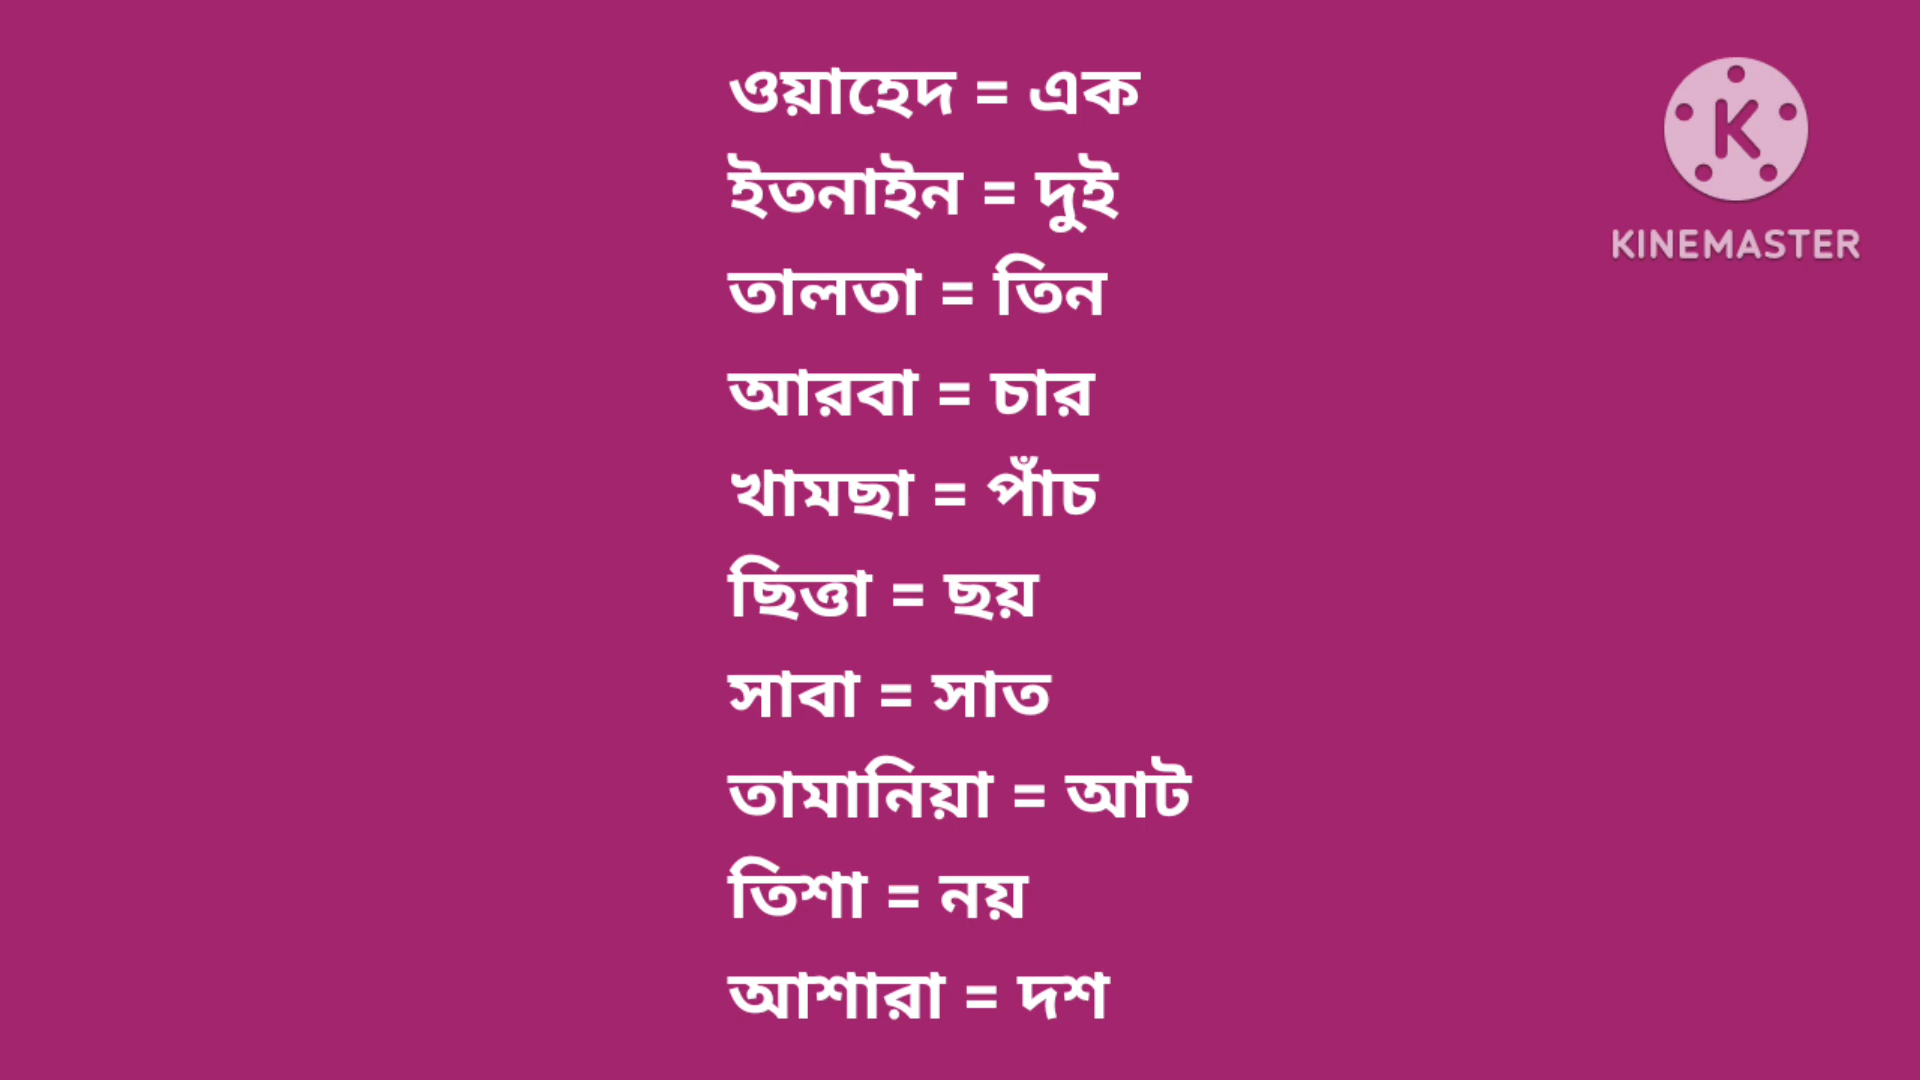 ওয়াহেদ = এক
ইতনাইন = দুই
তালতা = তিন
আরবা = চার
খামছা = পাঁচ
ছিত্তা = ছয়
সাবা = সাত
তামানিয়া = আট
তিশা = নয়
আশারা = দশ
K
KINEMASTER